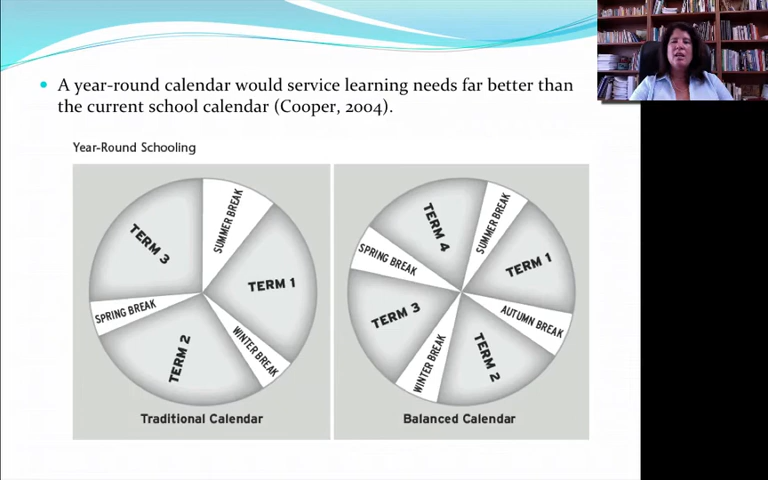 A year-round calendar would service learning needs far better than
the current school calendar (Cooper, 2004).
Year-Round Schooling
SUMMER BREAK
TERM 1
WINTER BREAK
TERM 2
SPRING BREAK
TERM 3
Traditional Calendar
SUMMER BREAK
TERM 1
AUTUMN BREAK
TERM 2
WINTER BREAK
TERM 3
SPRING BREAK
TERM 4
Balanced Calendar